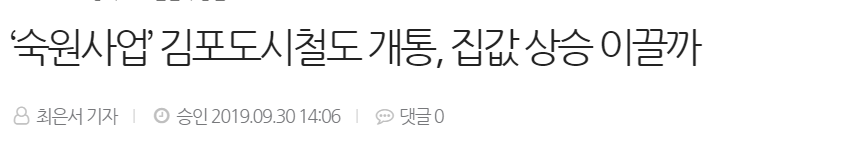 ‘숙원사업’ 김포도시철도 개통, 집값 상승 이끌까
최은서 기자 승인 2019.09.30 14:06 댓글 0